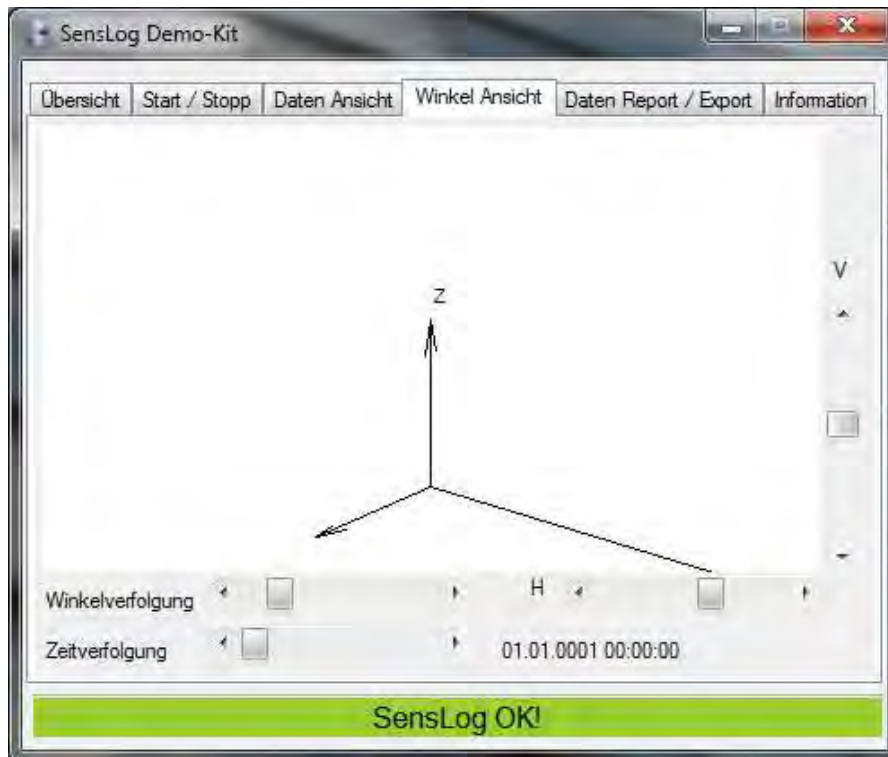 SensLog Demo-Kit
Übersicht Start / Stopp Daten Ansicht Winkel Ansicht Daten Report / Export Information
V
Z
Winkelverfolgung H
Zeitverfolgung 01.01.0001 00:00:00
SensLog OK!